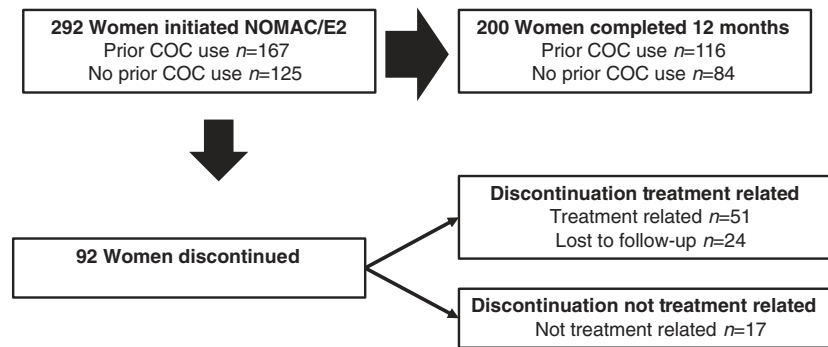 292 Women initiated NOMAC/E2
Prior COC use n=167
No prior COC use n=125
200 Women completed 12 months
Prior COC use n=116
No prior COC use n=84
92 Women discontinued
Discontinuation treatment related
Treatment related n=51
Lost to follow-up n=24
Discontinuation not treatment related
Not treatment related n=17